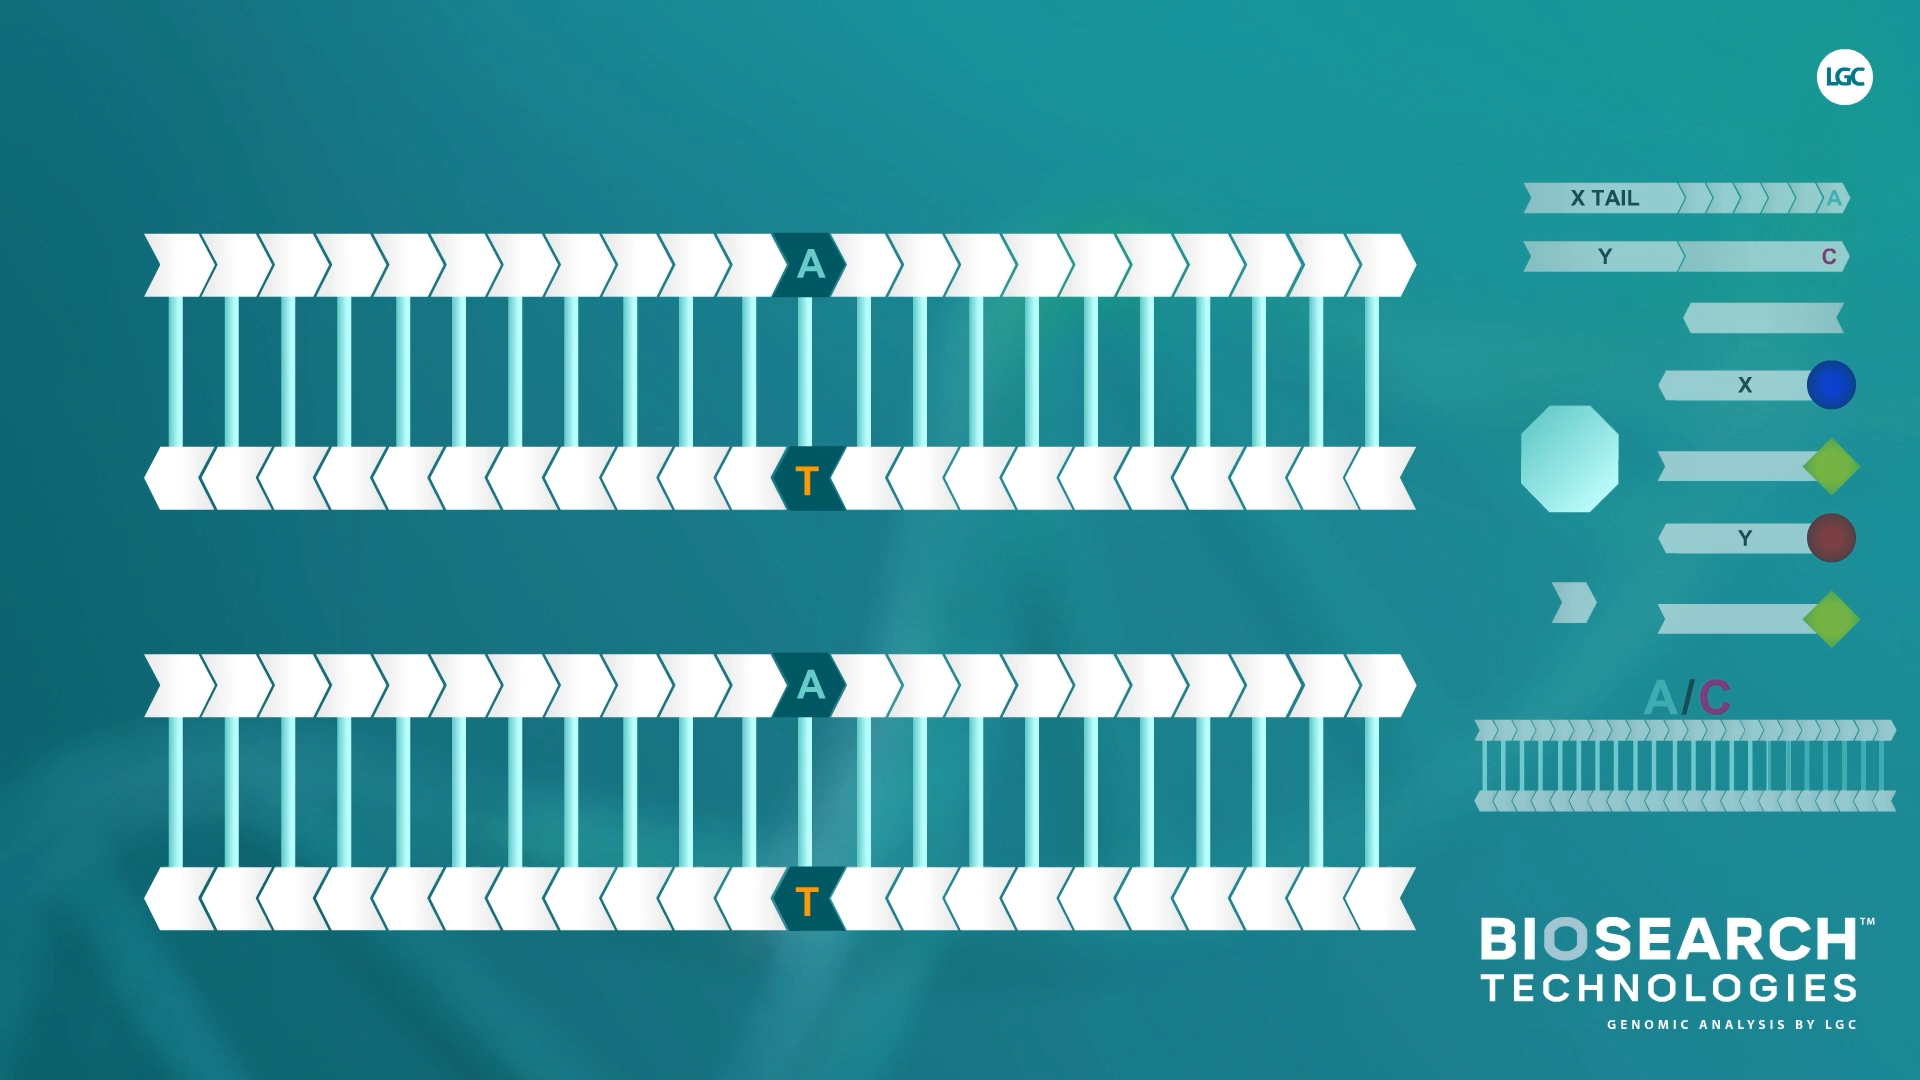 LGC
X TAIL A
Y C
A
X
T
Y
A
A/C
T
BIOSEARCH™
TECHNOLOGIES
GENOMIC ANALYSIS BY LGC